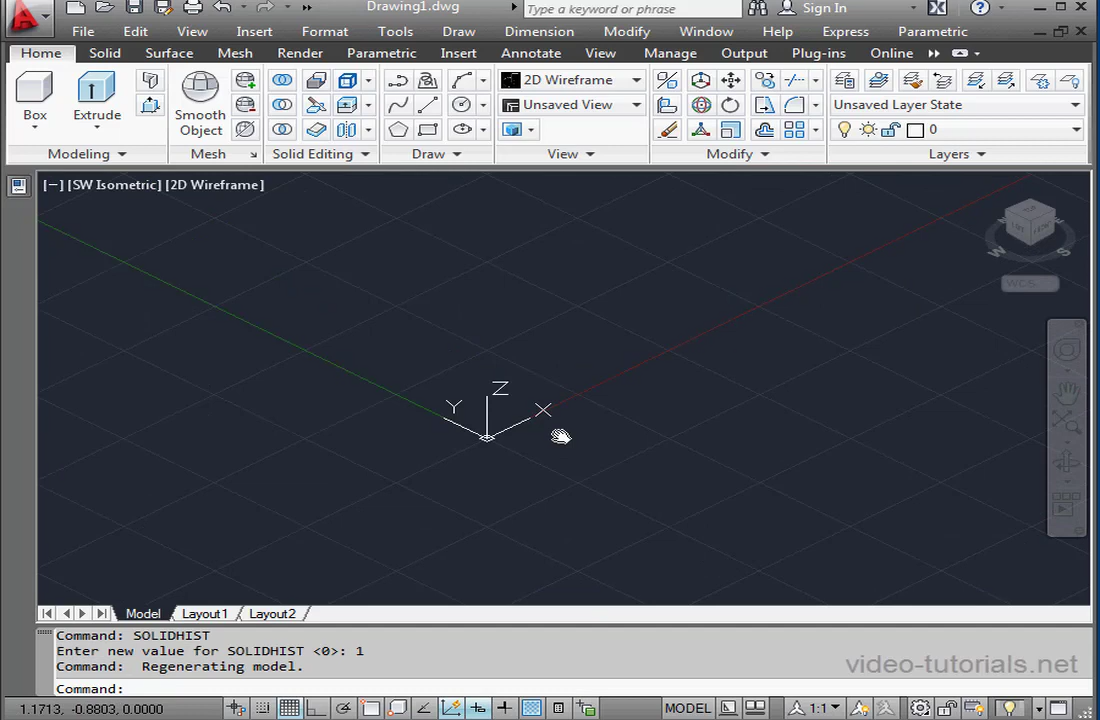 Drawing1.dwg
Type a keyword or phrase
Sign In
File Edit View Insert Format Tools Draw Dimension Modify Window Help Express Parametric
Home Solid Surface Mesh Render Parametric Insert Annotate View Manage Output Plug-ins Online
Box Extrude Smooth Object
2D Wireframe
Unsaved View
Unsaved Layer State
0
Modeling Mesh Solid Editing Draw View Modify Layers
[−] [SW Isometric] [2D Wireframe]
W S
WCS
Z
Y X
Model Layout1 Layout2
Command: SOLIDHIST
Enter new value for SOLIDHIST <0>: 1
Command:  Regenerating model.
video-tutorials.net
Command:
1.1713, -0.8803, 0.0000
MODEL
1:1